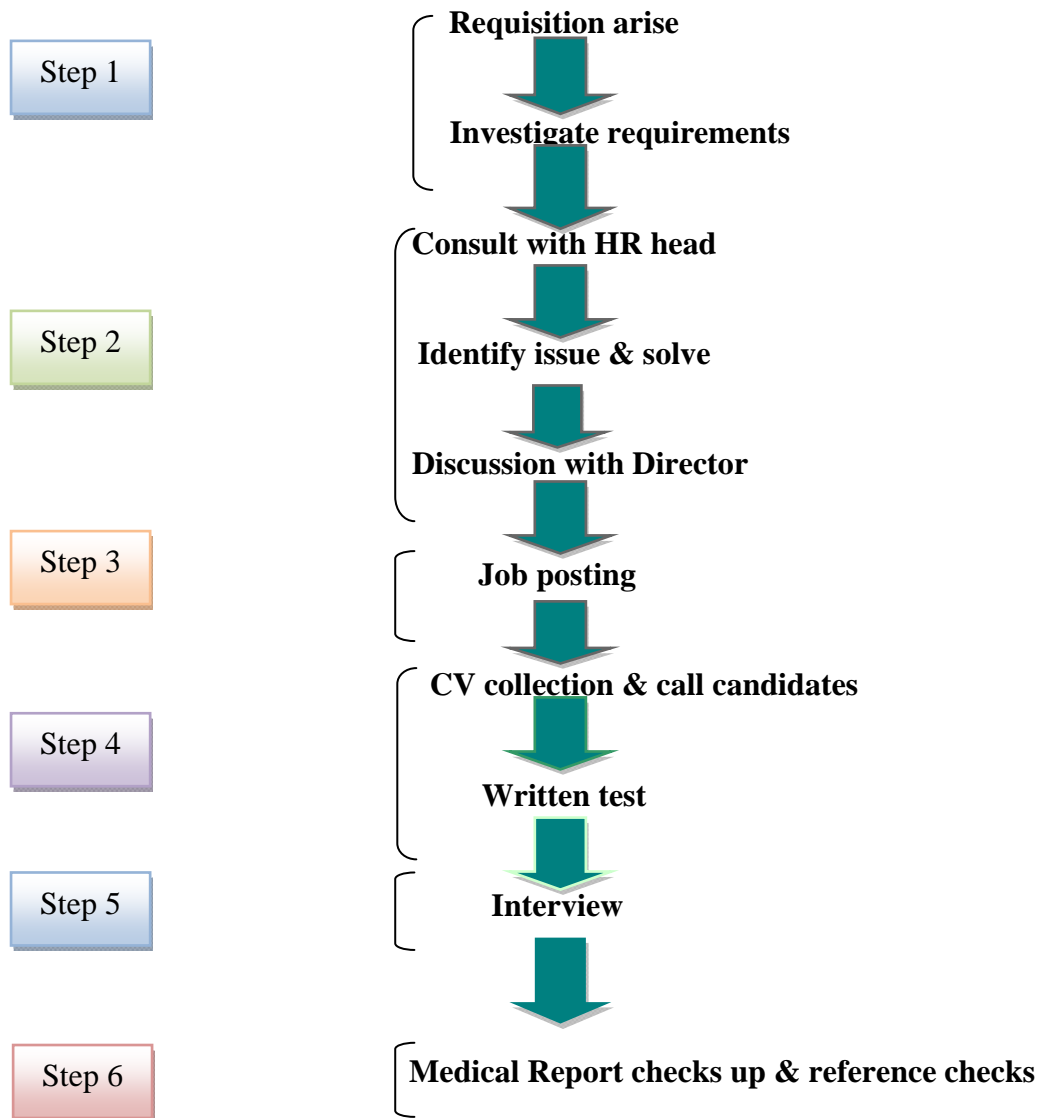 Requisition arise
Step 1
Investigate requirements
Consult with HR head
Step 2
Identify issue & solve
Discussion with Director
Step 3
Job posting
CV collection & call candidates
Step 4
Written test
Step 5
Interview
Step 6
Medical Report checks up & reference checks